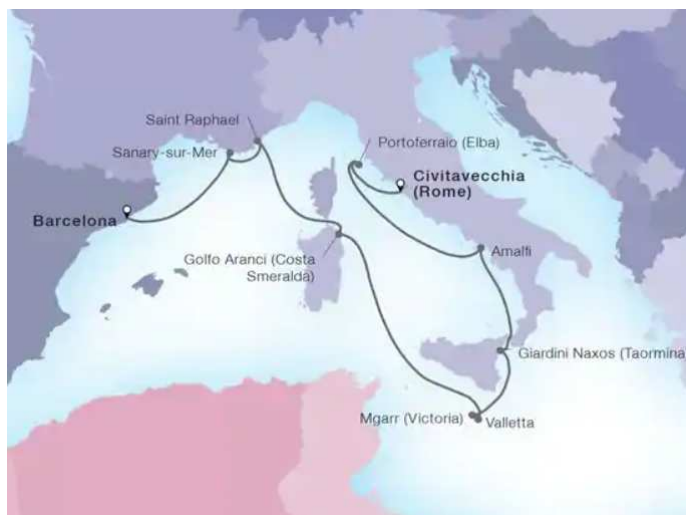 Saint Raphael
Sanary-sur-Mer
Portoferraio (Elba)
Civitavecchia
(Rome)
Barcelona
Golfo Aranci (Costa
Smeralda)
Amalfi
Giardini Naxos (Taormina
Mgarr (Victoria)
Valletta